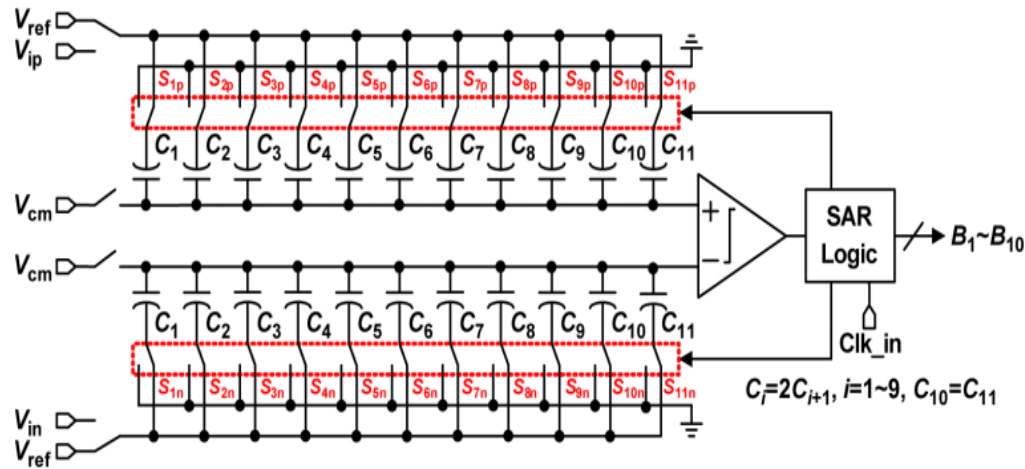 Vref
Vip
S1p S2p S3p S4p S5p S6p S7p S8p S9p S10p S11p
C1 C2 C3 C4 C5 C6 C7 C8 C9 C10 C11
Vcm
+
SAR
Logic
B1~B10
Vcm
−
C1 C2 C3 C4 C5 C6 C7 C8 C9 C10 C11
Clk_in
S1n S2n S3n S4n S5n S6n S7n S8n S9n S10n S11n
Ci=2Ci+1, i=1~9, C10=C11
Vin
Vref